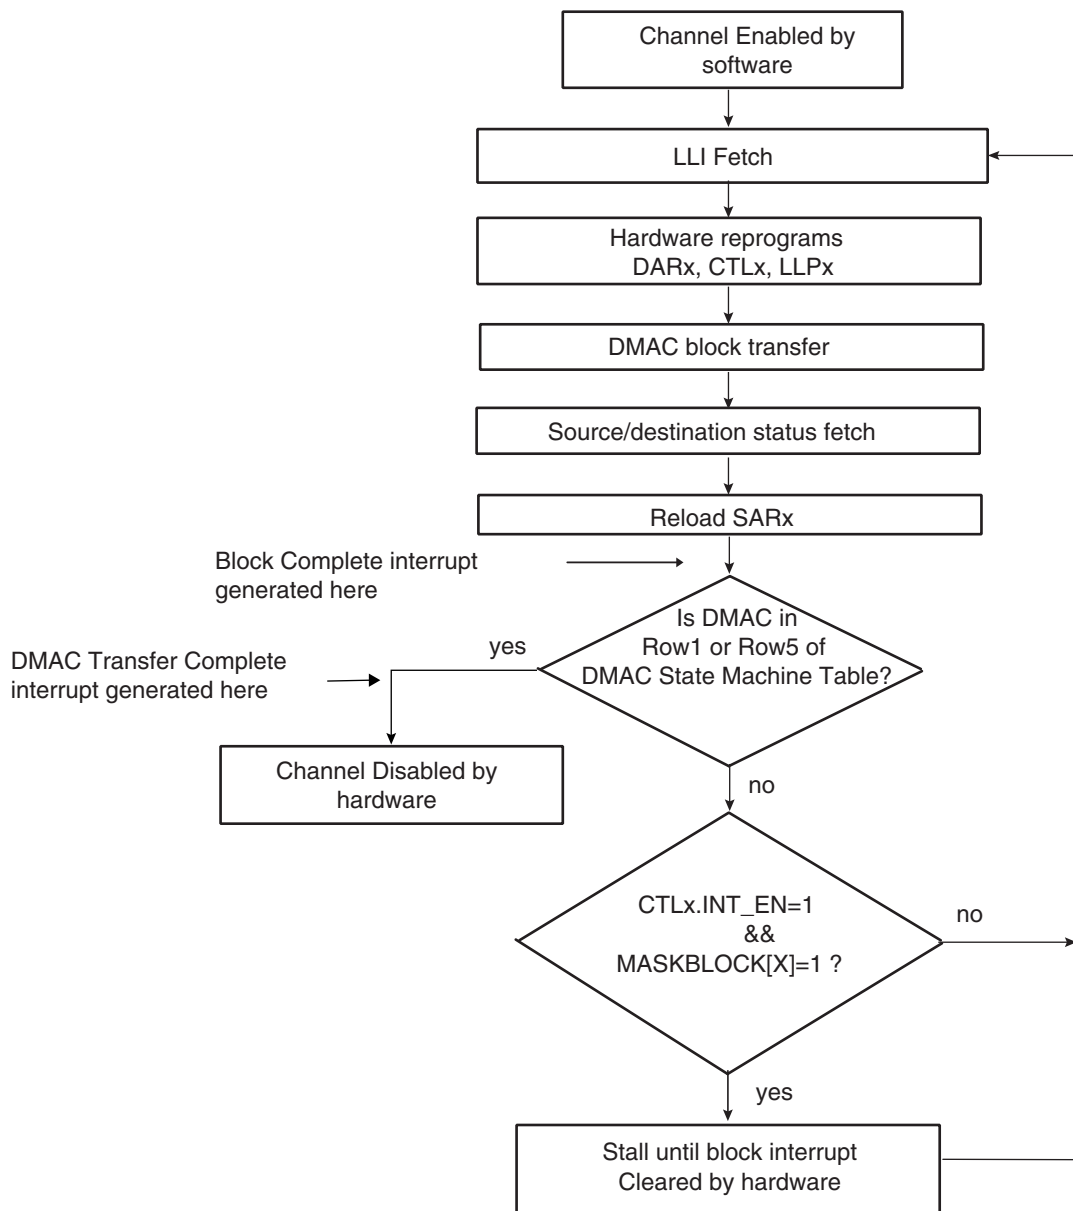 Channel Enabled by
software
LLI Fetch
Hardware reprograms
DARx, CTLx, LLPx
DMAC block transfer
Source/destination status fetch
Reload SARx
Block Complete interrupt
generated here
Is DMAC in
Row1 or Row5 of
DMAC State Machine Table?
yes
DMAC Transfer Complete
interrupt generated here
Channel Disabled by
hardware
no
CTLx.INT_EN=1
&&
MASKBLOCK[X]=1 ?
no
yes
Stall until block interrupt
Cleared by hardware